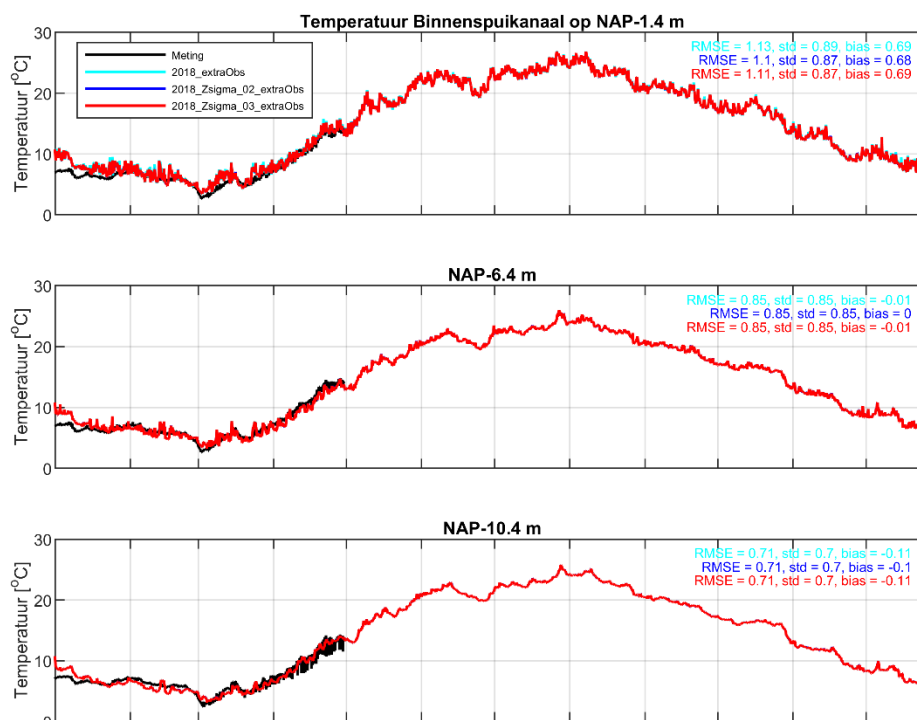 Temperatuur Binnenspuikanaal op NAP-1.4 m
30
20
10
0
Temperatuur [°C]
Meting
2018_extraObs
2018_Zsigma_02_extraObs
2018_Zsigma_03_extraObs
RMSE = 1.13, std = 0.89, bias = 0.69
RMSE = 1.1, std = 0.87, bias = 0.68
RMSE = 1.11, std = 0.87, bias = 0.69
NAP-6.4 m
30
20
10
0
Temperatuur [°C]
RMSE = 0.85, std = 0.85, bias = -0.01
RMSE = 0.85, std = 0.85, bias = 0
RMSE = 0.85, std = 0.85, bias = -0.01
NAP-10.4 m
30
20
10
0
Temperatuur [°C]
RMSE = 0.71, std = 0.7, bias = -0.11
RMSE = 0.71, std = 0.7, bias = -0.1
RMSE = 0.71, std = 0.7, bias = -0.11